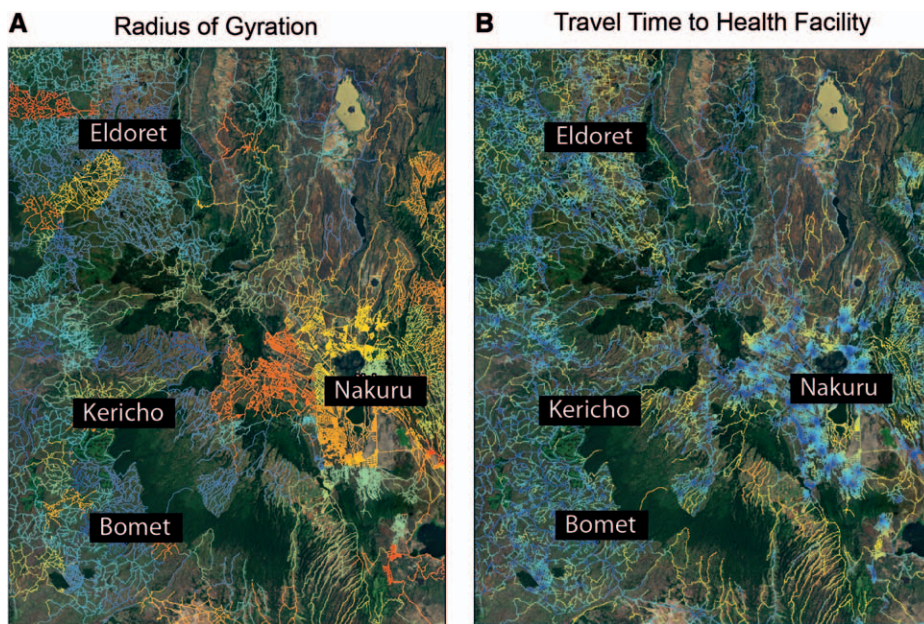 A Radius of Gyration
B Travel Time to Health Facility
Eldoret
Nakuru
Kericho
Bomet
Eldoret
Nakuru
Kericho
Bomet